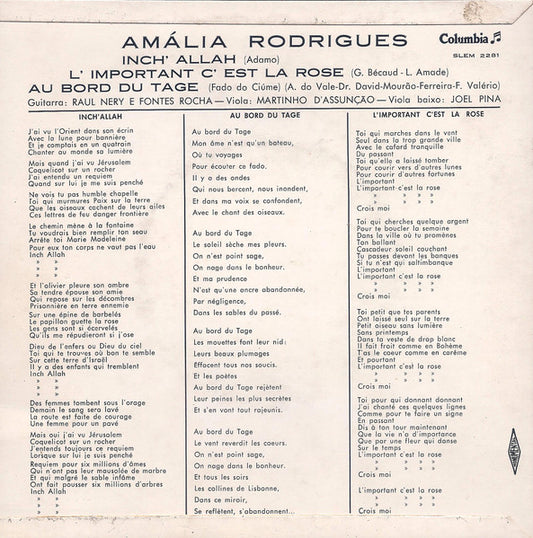 AMÁLIA RODRIGUES
Columbia
SLEM 2281
INCH' ALLAH (Adamo)
L' IMPORTANT C' EST LA ROSE (G. Bécaud - L. Amade)
AU BORD DU TAGE (Fado do Ciúme) (A. do Vale-Dr. David-Mourão-Ferreira-F. Valério)
Guitarra: RAUL NERY E FONTES ROCHA — Viola: MARTINHO D'ASSUNÇÃO — Viola baixo: JOEL PINA
INCH'ALLAH
J'ai vu l'Orient dans son écrin
Avec la lune pour bannière
Et je comptais en un quatrain
Chanter au monde sa lumière
Mais quand j'ai vu Jérusalem
Coquelicot sur un rocher
J'ai entendu un requiem
Quand sur lui je me suis penché
Ne vois tu pas humble chapelle
Toi qui murmures Paix sur la terre
Que les oiseaux cachent de leurs ailes
Ces lettres de feu danger frontière
Le chemin mène à la fontaine
Tu voudrais bien remplir ton seau
Arrête toi Marie Madeleine
Pour eux ton corps ne vaut pas l'eau
Inch Allah
» »
» »
» »
Et l'olivier pleure son ombre
Sa tendre épouse son amie
Qui repose sur les décombres
Prisonnière en terre ennemie
Sur une épine de barbelés
Le papillon guette la rose
Les gens sont si écervelés
Qu'ils me répudieront si j'ose
Dieu de l'enfers ou Dieu du ciel
Toi qui te trouves où bon te semble
Sur cette terre d'Israël
Il y a des enfants qui tremblent
Inch Allah
» »
» »
» »
Des femmes tombent sous l'orage
Demain le sang sero lavé
La route est faite de courage
Une femme pour un pavé
Mais oui j'ai vu Jérusalem
Coquelicot sur un rocher
J'entends toujours ce requiem
Lorsque sur lui je suis penché
Requiem pour six millions d'âmes
Qui n'ont pas leur mausolée de marbre
Et qui malgré le sable infâme
Ont fait pousser six millions d'arbres
Inch Allah
» »
» »
AU BORD DU TAGE
Au bord du Tage
Mon âme n'est qu'un bateau,
Où tu voyages
Pour écouter ce fado.
Il y a des ondes
Qui nous bercent, nous inondent,
Et dans ma voix se confondent,
Avec le chant des oiseaux.
Au bord du Tage
Le soleil sèche mes pleurs.
On n'est point sage,
On nage dans le bonheur.
Et ma prudence
N'est qu'une encre abandonnée,
Par négligence,
Dans les sables du passé.
Au bord du Tage
Les mouettes font leur nid:
Leurs beaux plumages
Effacent tous nos soucis.
Et les poètes
Au bord du Tage rejètent
Leur peines les plus secrètes
Et s'en vont tout rajeunis.
Au bord du Tage
Le vent reverdit les coeurs.
On n'est point sage,
On nage dans le bonheur.
Et tous les soirs
Les collines de Lisbonne,
Dans ce miroir,
Se reflètent, s'abandonnent...
L'IMPORTANT C'EST LA ROSE
Toi qui marches dans le vent
Seul dans la trop grande ville
Avec le cafard tranquille
Du passant
Toi qu'elle a laissé tomber
Pour courir vers d'autres lunes
Pour courir d'autres fortunes
L'important
L'important c'est la rose
» » »
» » »
Crois moi
Toi qui cherches quelque argent
Pour te boucler la semaine
Dans la ville où tu promènes
Ton ballant
Cascadeur soleil couchant
Tu passes devant les banques
Si tu n'est qui saltimbanque
L'important
L'important c'est la rose
» » »
» » »
Crois moi
Toi petit que tes parents
Ont laissé seul sur la terre
Petit oiseau sans lumière
Sans printemps
Dans ta veste de drap blanc
Il fait froit comme en Bohème
T'as le coeur comme en carême
Et pourtant
L'important c'est la rose
» » »
» » »
Crois moi
Toi pour qui donnant donnant
J'ai chanté ces quelques lignes
Comme pour te faire un signe
En passant
Dis à ton tour maintenant
Que la vie n'a d'importance
Que par une fleur qui danse
Sur le temps
L'important c'est la rose
» » »
» » »
Crois moi
L'important c'est la rose
» » »
» » »
Crois moi